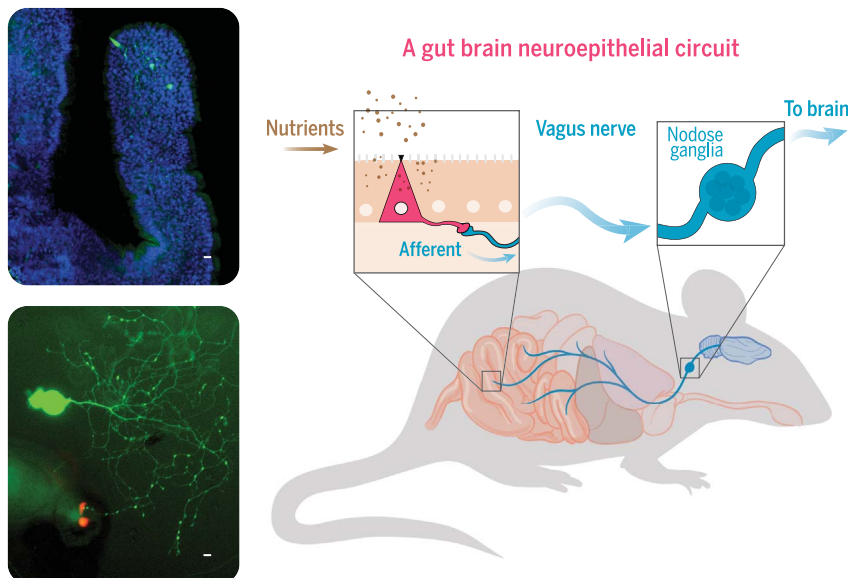 A gut brain neuroepithelial circuit
Nutrients
Vagus nerve
Nodose
ganglia
To brain
Afferent